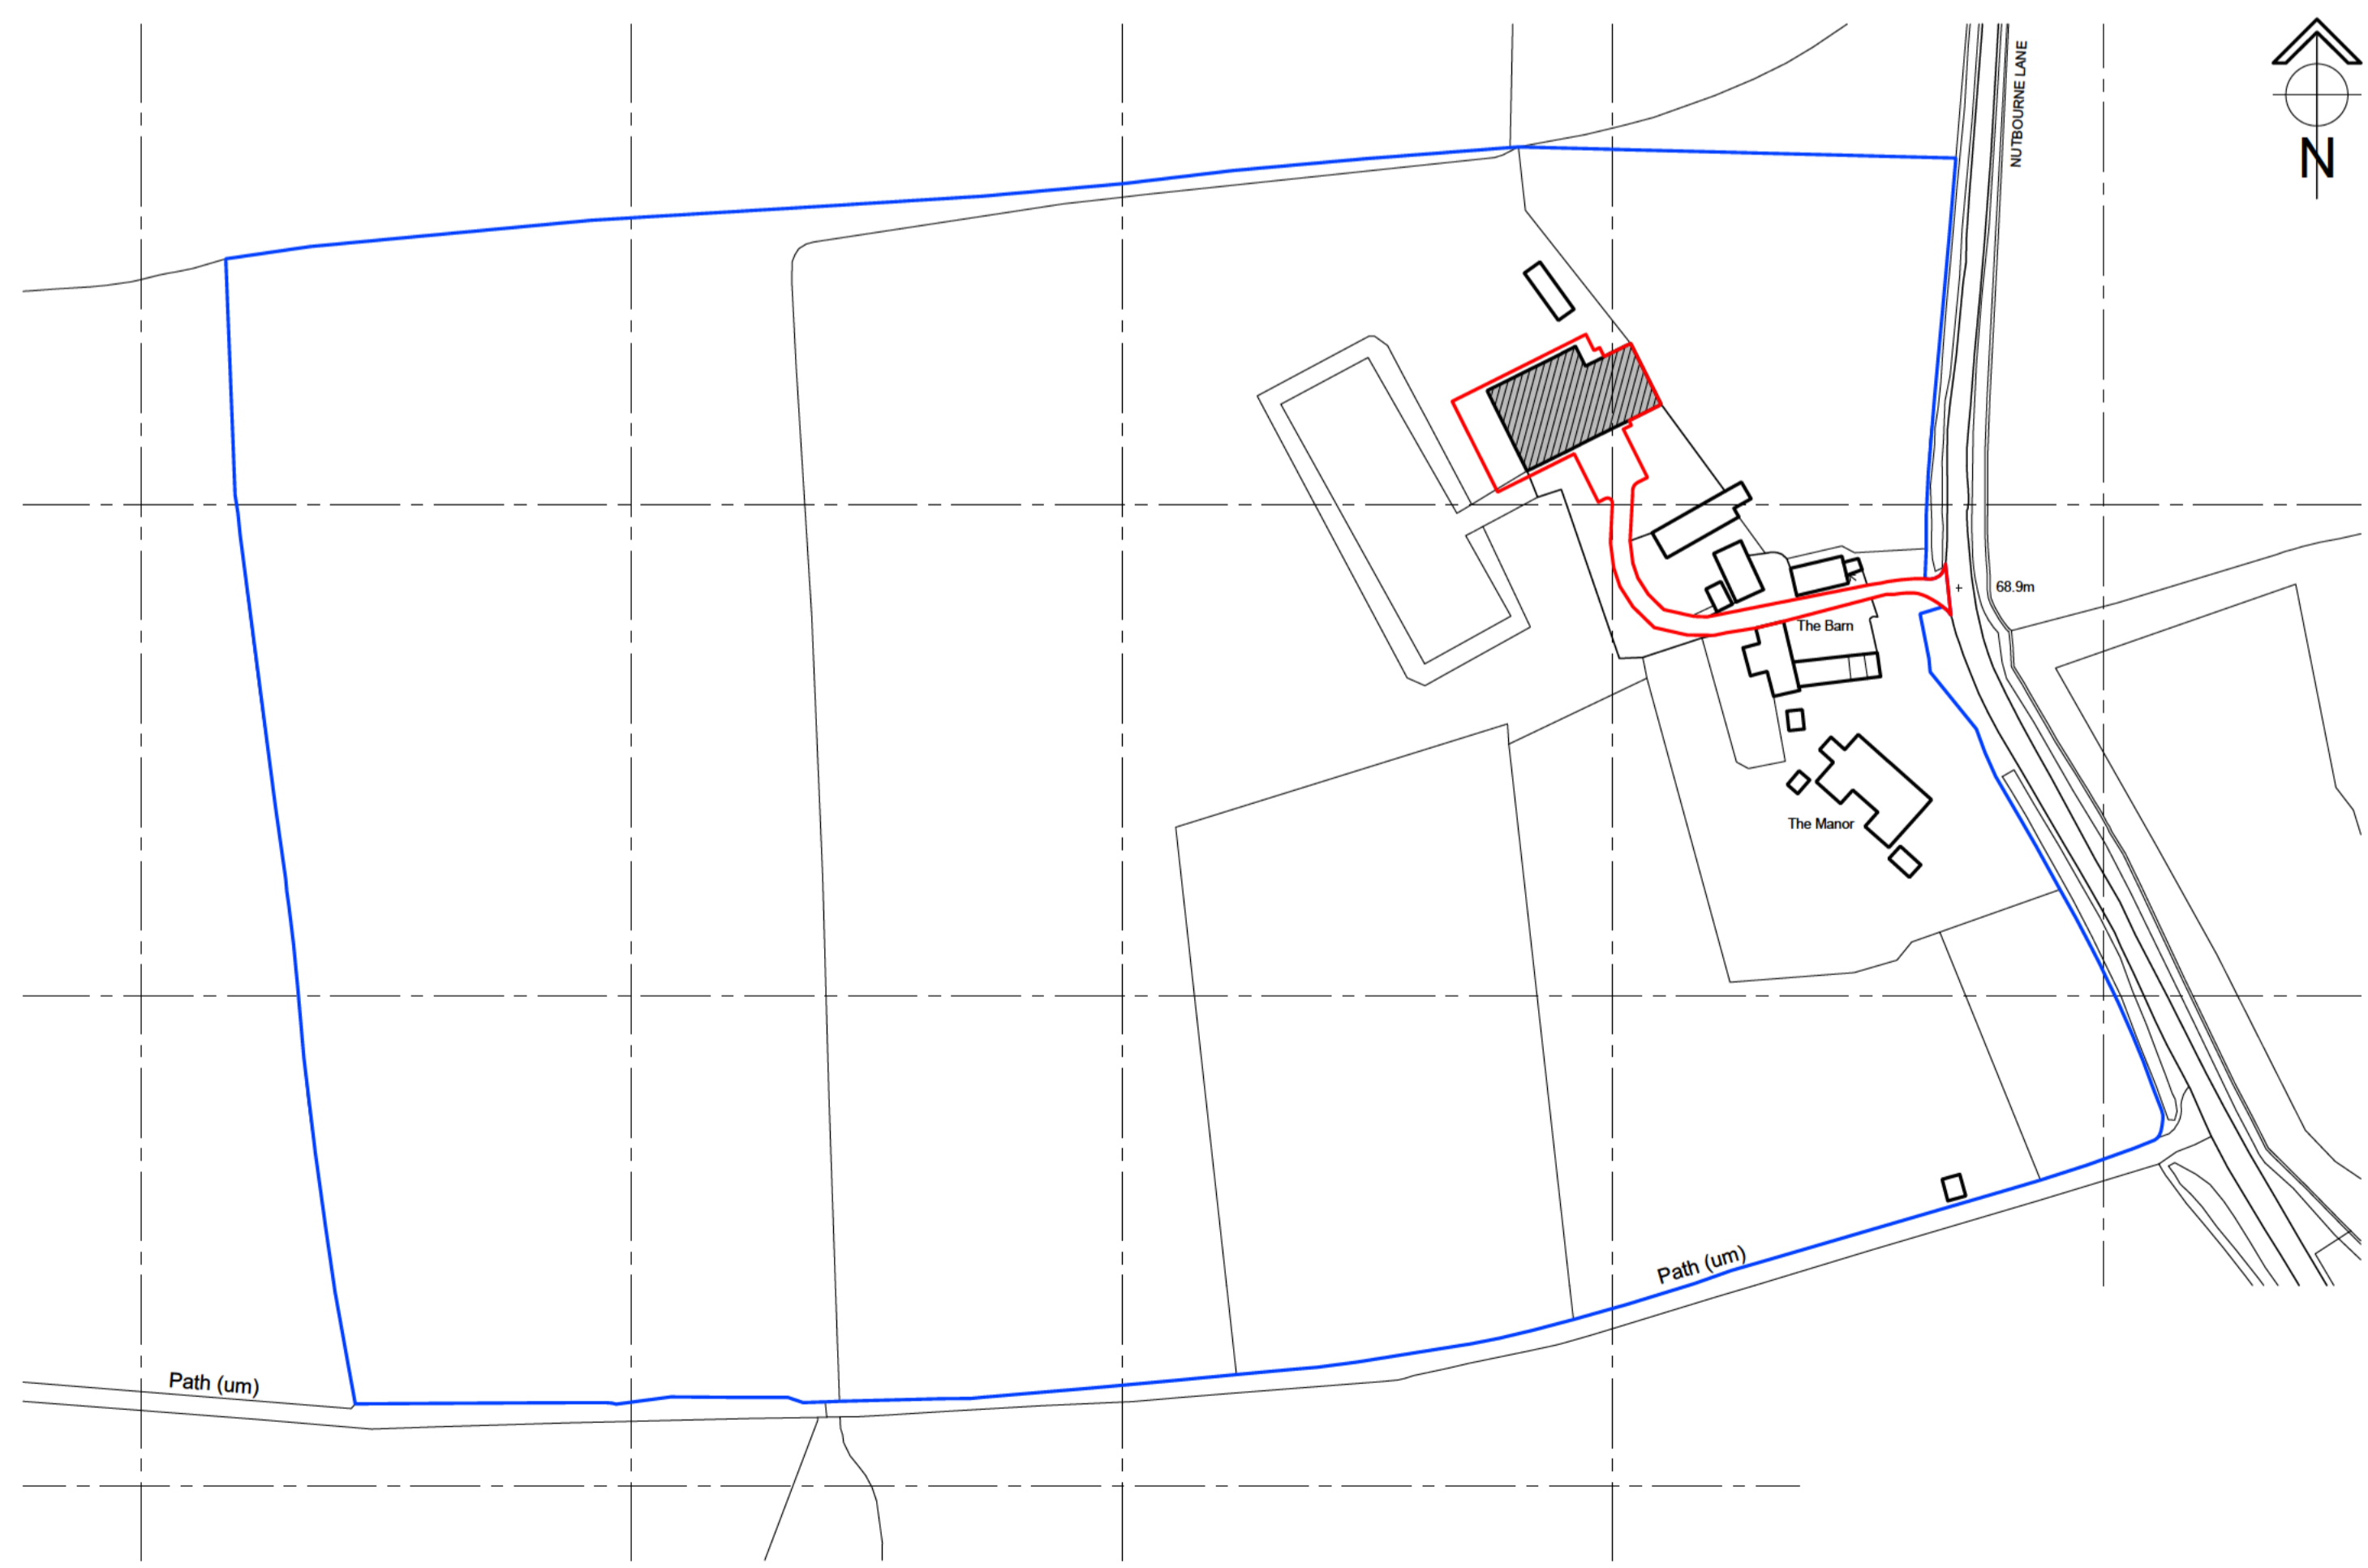 NUTBOURNE LANE
N
68.9m
The Barn
The Manor
Path (um)
Path (um)